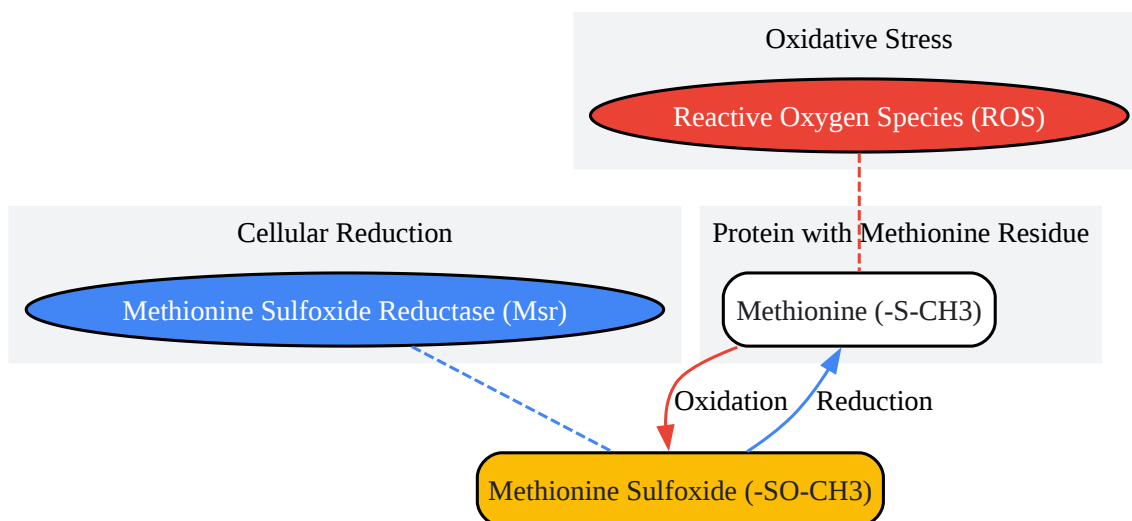 Oxidative Stress
Reactive Oxygen Species (ROS)
Cellular Reduction
Protein with Methionine Residue
Methionine Sulfoxide Reductase (Msr)
Methionine (-S-CH3)
Oxidation
Reduction
Methionine Sulfoxide (-SO-CH3)